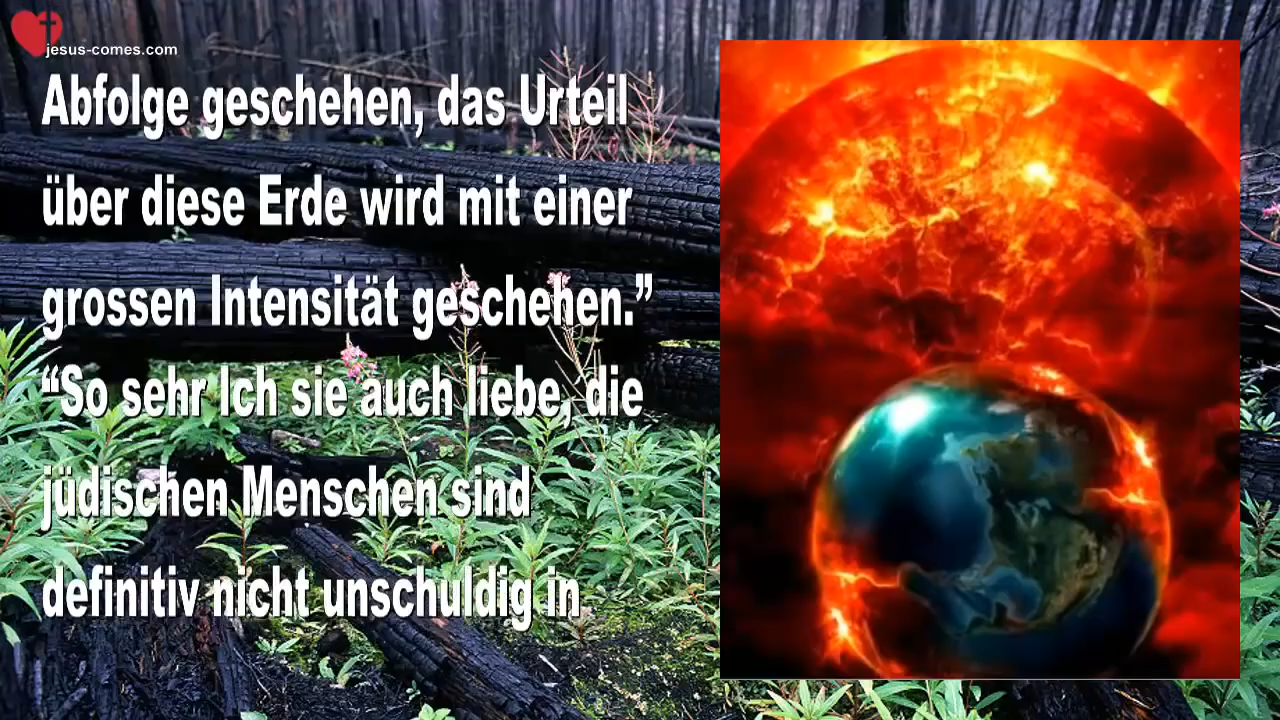 jesus-comes.com
Abfolge geschehen, das Urteil
über diese Erde wird mit einer
grossen Intensität geschehen.”
“So sehr Ich sie auch liebe, die
jüdischen Menschen sind
definitiv nicht unschuldig in